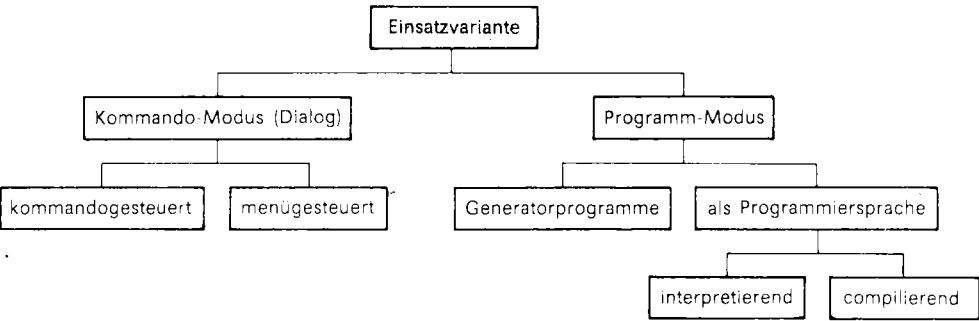 Einsatzvariante
Kommando-Modus (Dialog)
Programm-Modus
kommandogesteuert
menügesteuert
Generatorprogramme
als Programmiersprache
interpretierend
compilierend